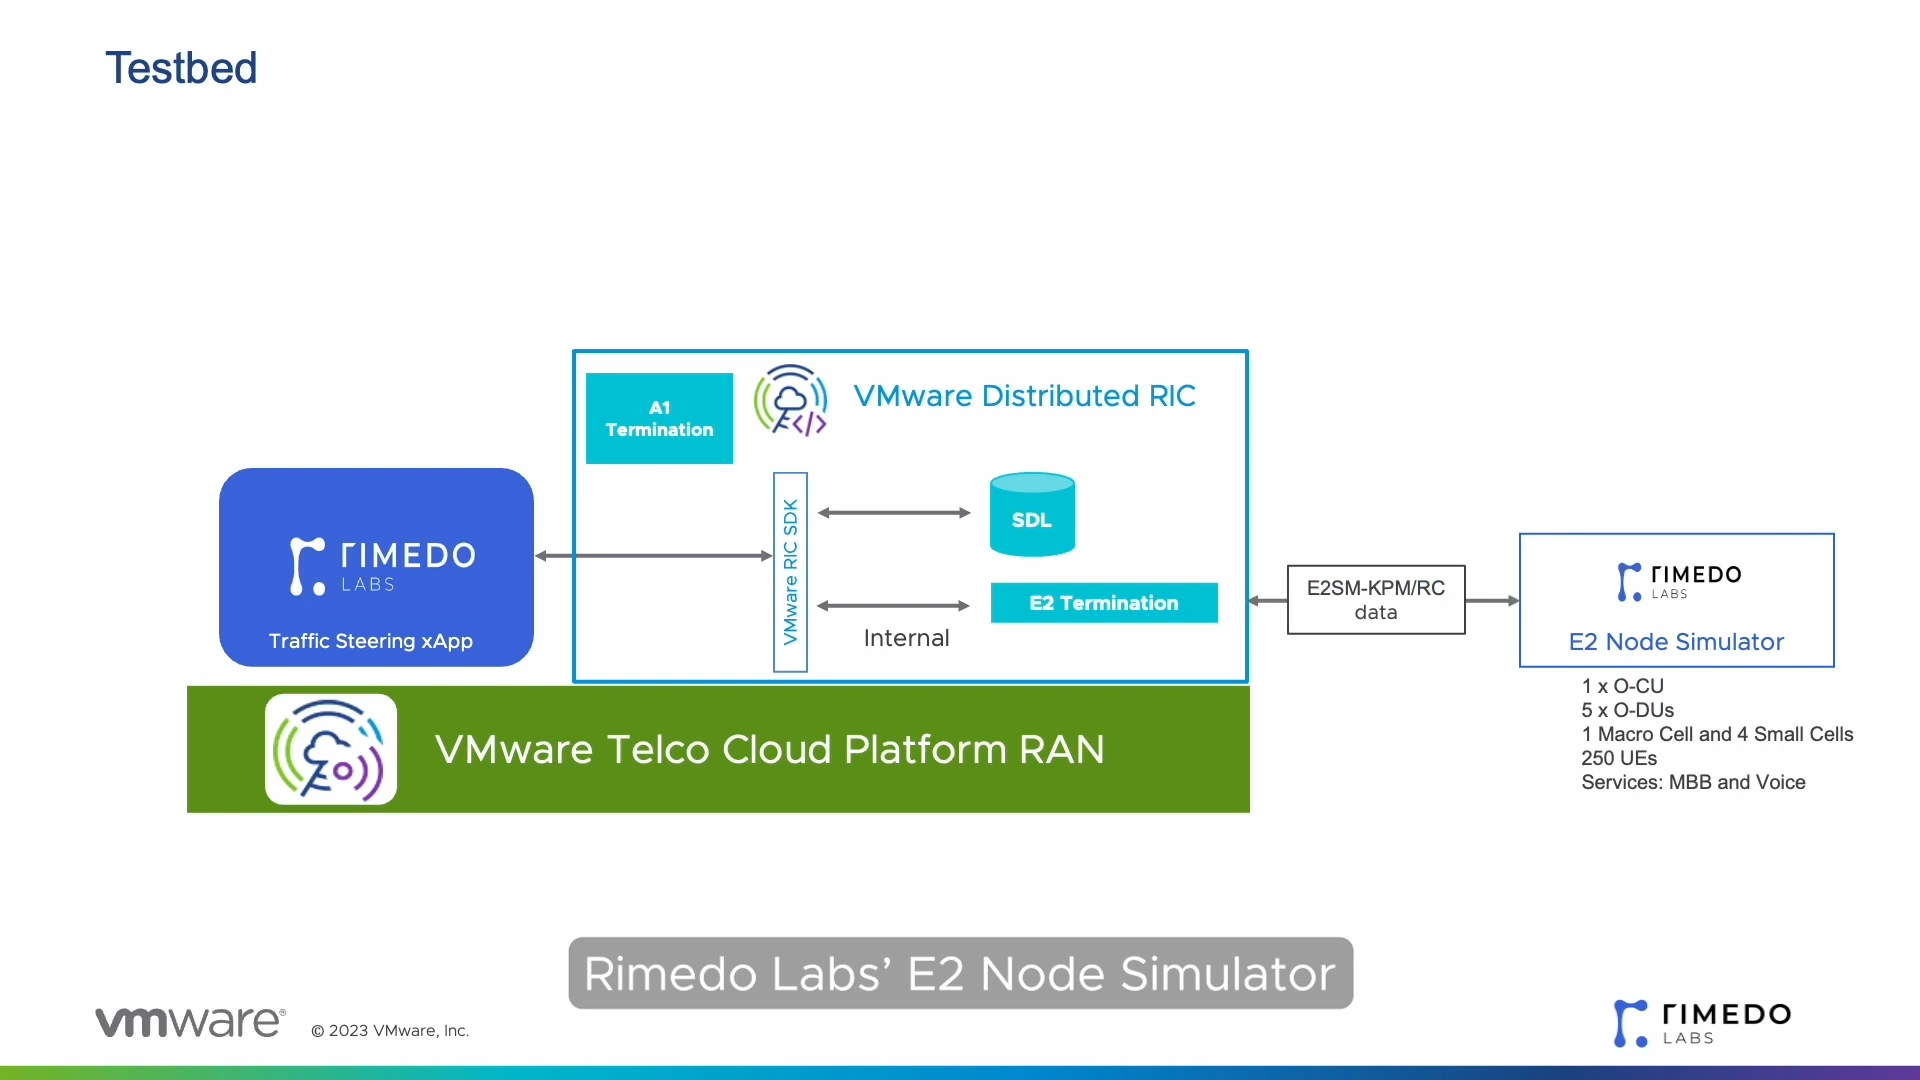 Testbed
A1
Termination
VMware Distributed RIC
RIMEDO
LABS
Traffic Steering xApp
VMware RIC SDK
SDL
E2 Termination
Internal
E2SM-KPM/RC
data
RIMEDO
LABS
E2 Node Simulator
1 x O-CU
5 x O-DUs
1 Macro Cell and 4 Small Cells
250 UEs
Services: MBB and Voice
VMware Telco Cloud Platform RAN
Rimedo Labs’ E2 Node Simulator
vmware®
© 2023 VMware, Inc.
RIMEDO
LABS